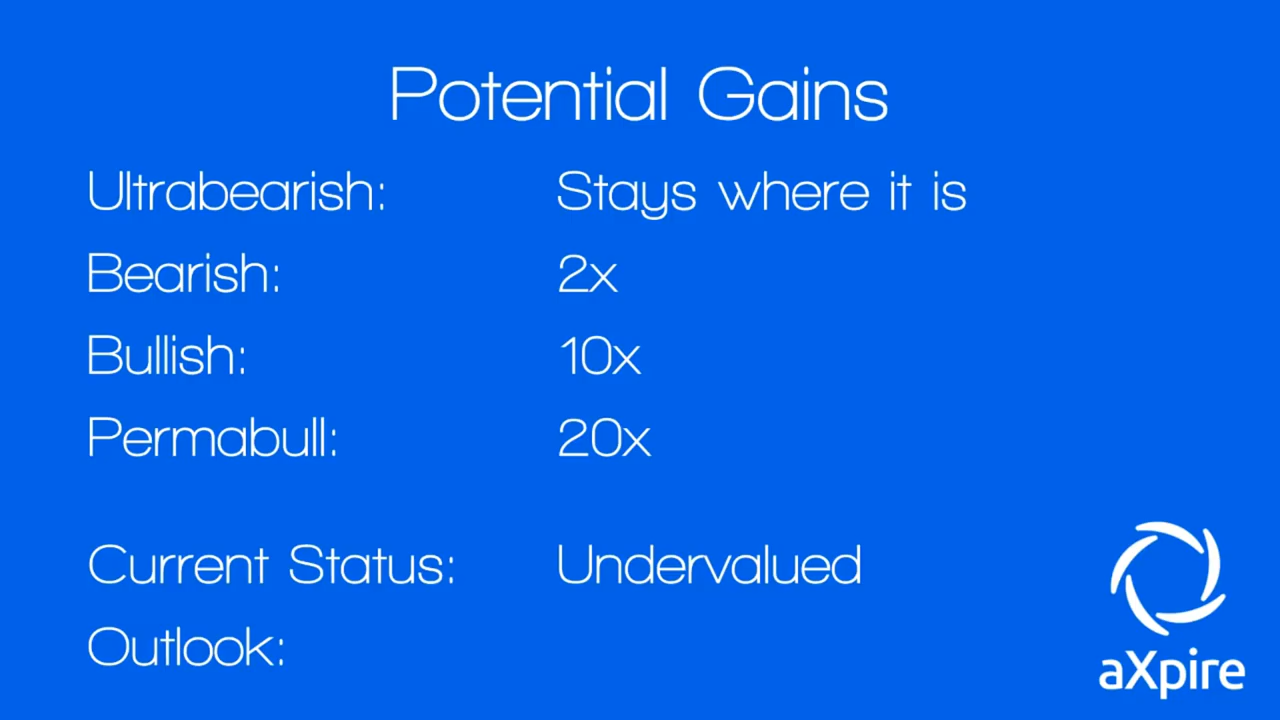 Potential Gains
Ultrabearish: Stays where it is
Bearish: 2x
Bullish: 10x
Permabull: 20x
Current Status: Undervalued
Outlook:
aXpire